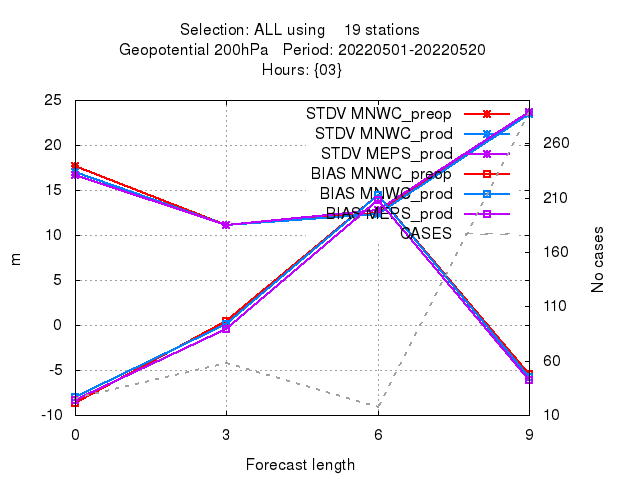 Selection: ALL using    19 stations
Geopotential 200hPa   Period: 20220501-20220520
Hours: {03}
STDV MNWC_preop
STDV MNWC_prod
STDV MEPS_prod
BIAS MNWC_preop
BIAS MNWC_prod
BIAS MEPS_prod
CASES
25
20
15
10
5
0
-5
-10
m
260
210
160
110
60
10
No cases
0 3 6 9
Forecast length